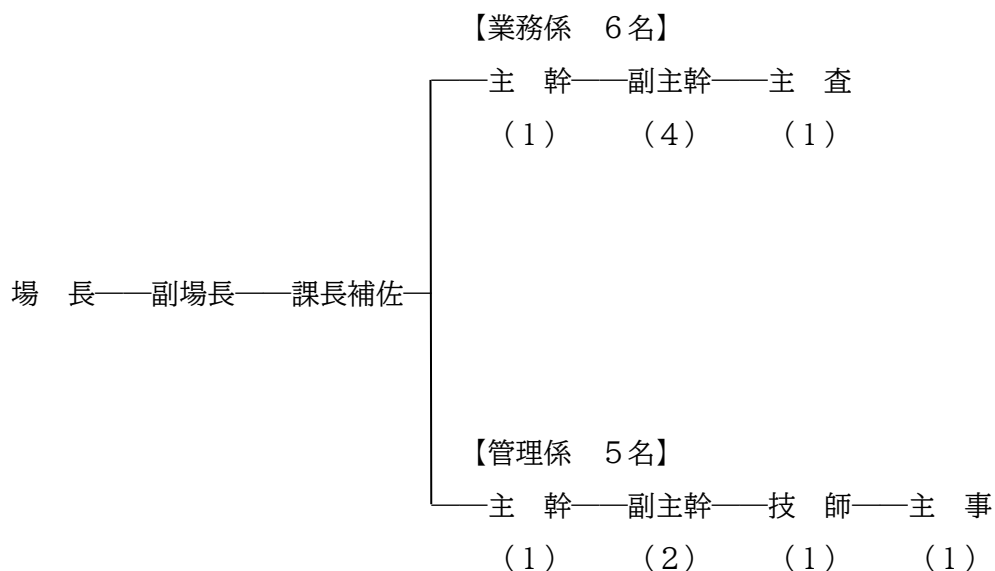 【業務係　６名】
主　幹――副主幹――主　査
（１）　（４）　（１）
場　長――副場長――課長補佐
【管理係　５名】
主　幹――副主幹――技　師――主　事
（１）　（２）　（１）　（１）